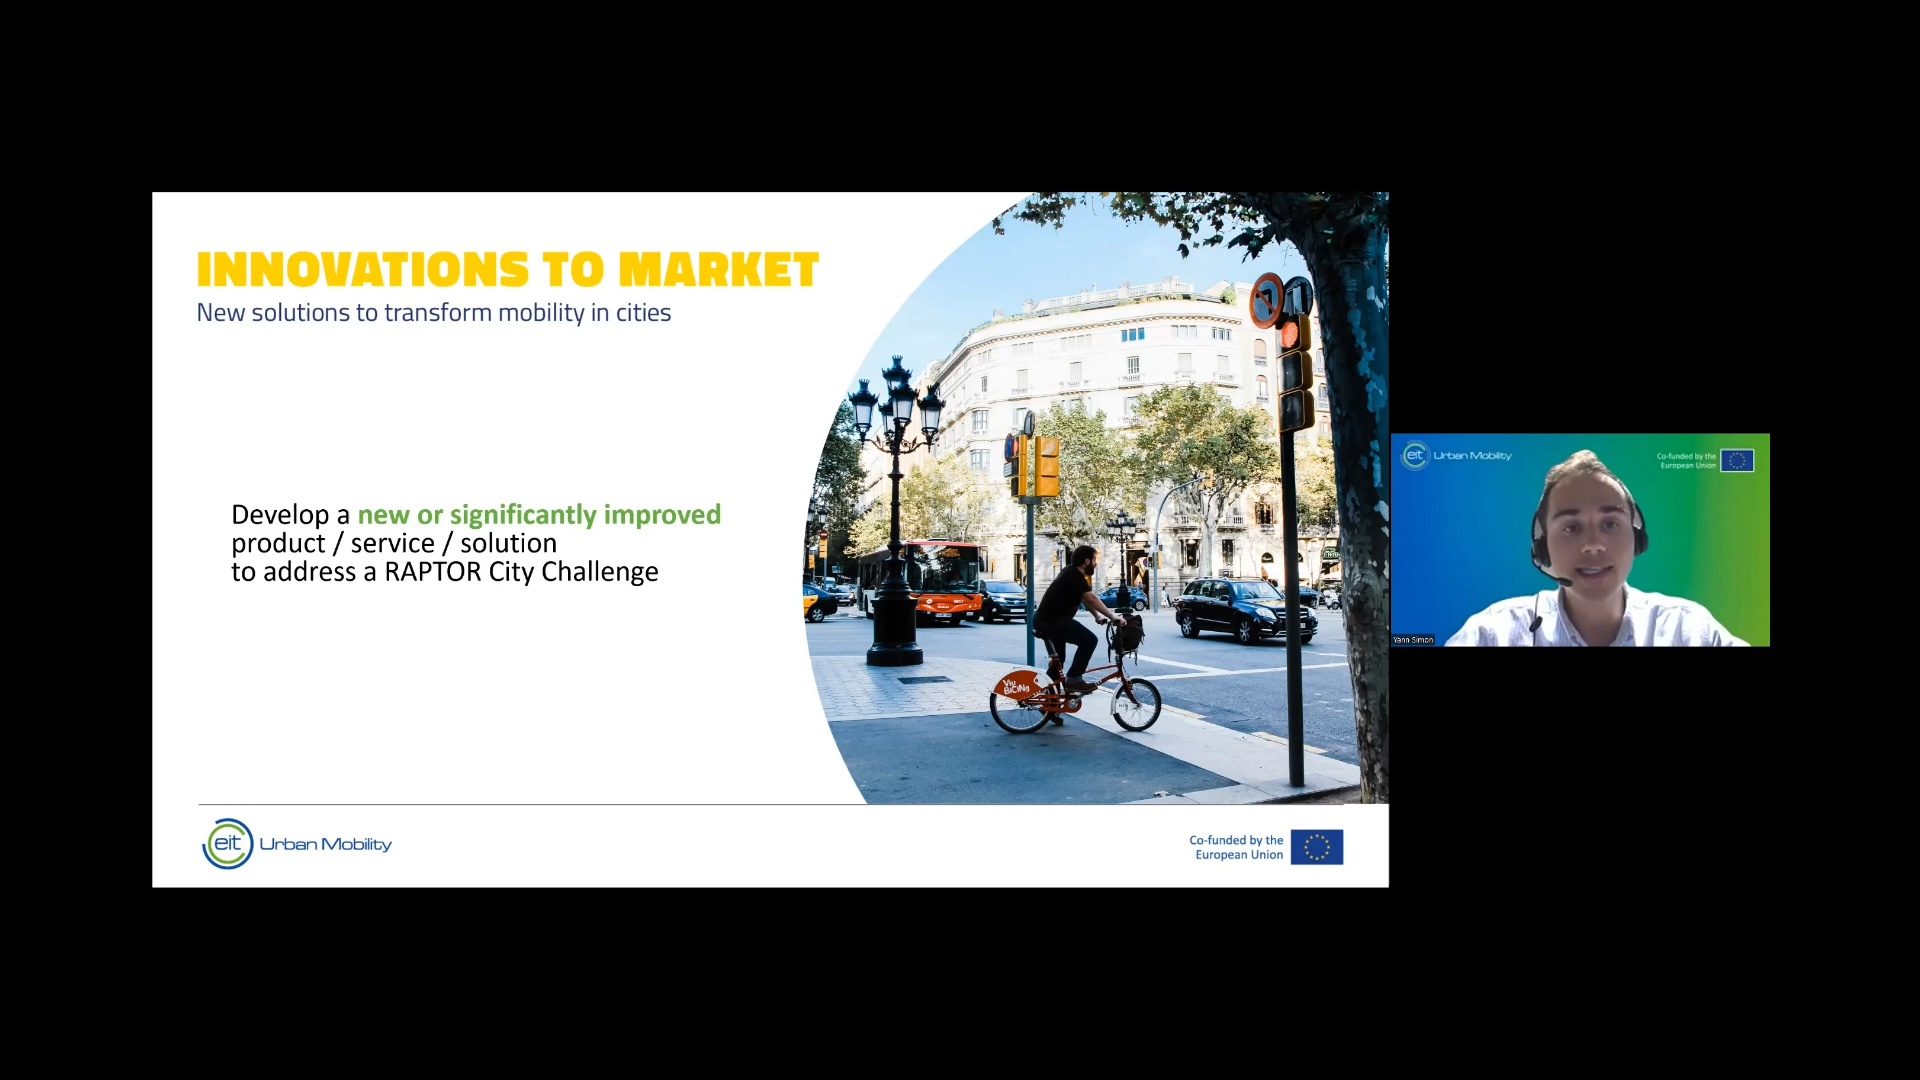 INNOVATIONS TO MARKET
New solutions to transform mobility in cities
Develop a new or significantly improved
product / service / solution
to address a RAPTOR City Challenge
Viu
BiCiNg
eit Urban Mobility
Co-funded by the
European Union
eit Urban Mobility
Co-funded by the
European Union
Yann Simon